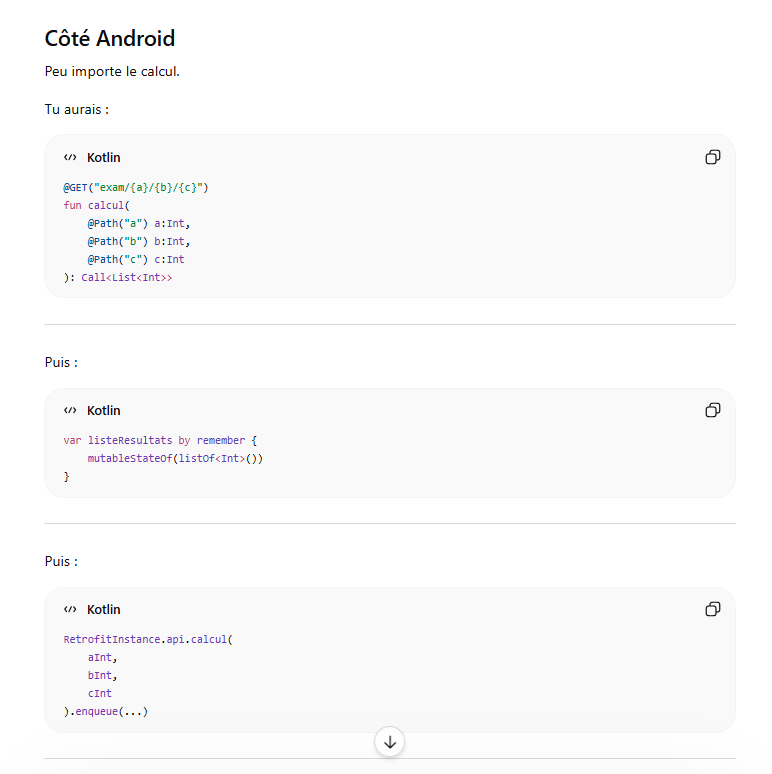 Côté Android
Peu importe le calcul.
Tu aurais :
Kotlin
@GET("exam/{a}/{b}/{c}")
fun calcul(
    @Path("a") a:Int,
    @Path("b") b:Int,
    @Path("c") c:Int
): Call<List<Int>>
Puis :
Kotlin
var listeResultats by remember {
    mutableStateOf(listOf<Int>())
}
Puis :
Kotlin
RetrofitInstance.api.calcul(
    aInt,
    bInt,
    cInt
).enqueue(...)